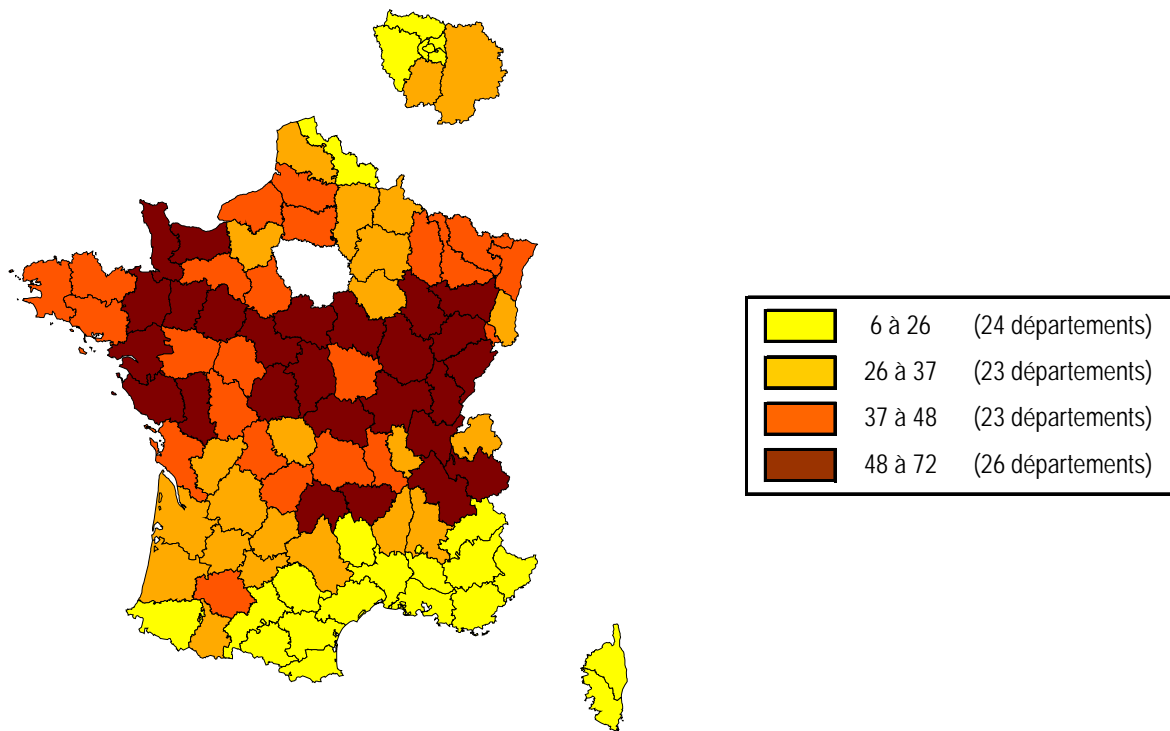 6 à 26 (24 départements)
26 à 37 (23 départements)
37 à 48 (23 départements)
48 à 72 (26 départements)